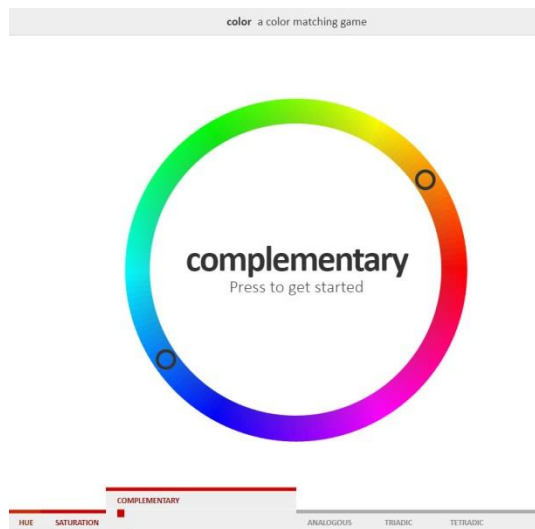 color a color matching game
complementary
Press to get started
COMPLEMENTARY
HUE SATURATION ANALOGOUS TRIADIC TETRADIC